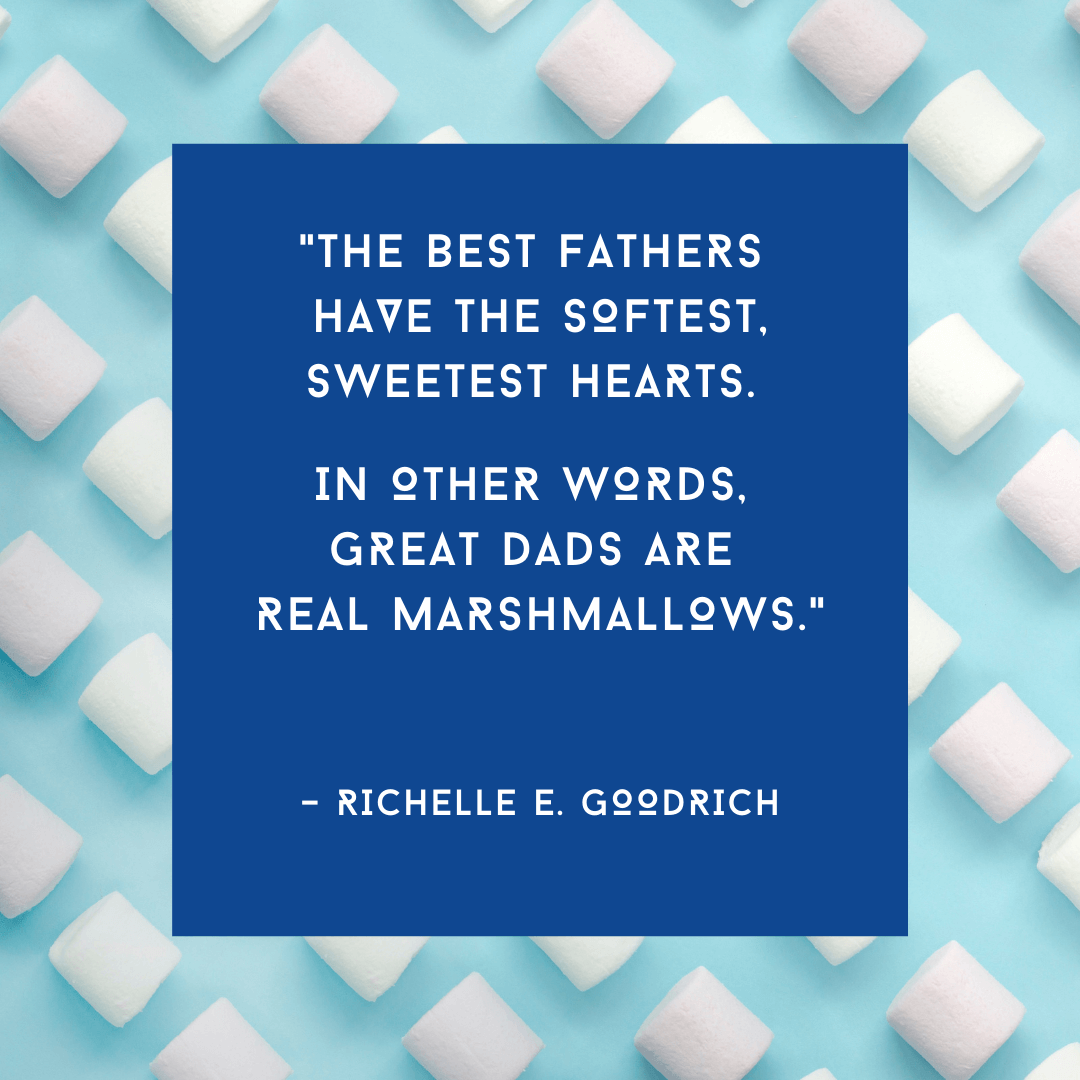 "THE BEST FATHERS
HAVE THE SOFTEST,
SWEETEST HEARTS.
IN OTHER WORDS,
GREAT DADS ARE
REAL MARSHMALLOWS."
– RICHELLE E. GOODRICH